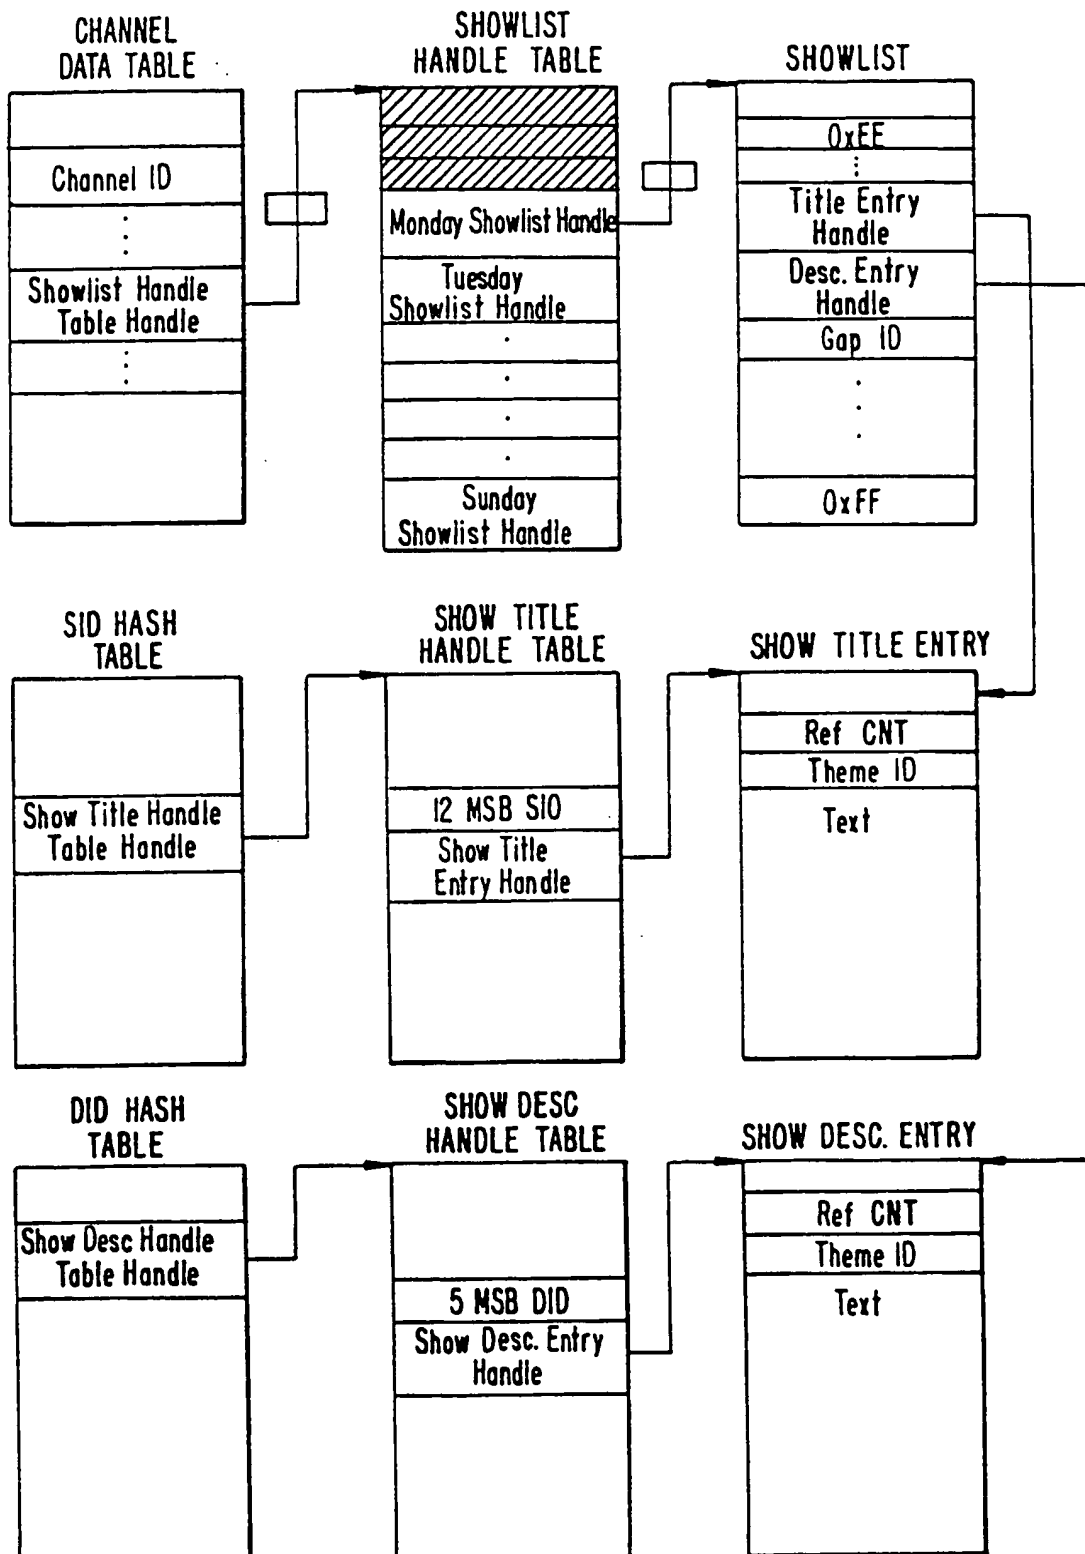 CHANNEL
DATA TABLE
Channel ID
Showlist Handle
Table Handle
SHOWLIST
HANDLE TABLE
Monday Showlist Handle
Tuesday
Showlist Handle
Sunday
Showlist Handle
SHOWLIST
0xEE
Title Entry
Handle
Desc. Entry
Handle
Gap ID
0xFF
SID HASH
TABLE
Show Title Handle
Table Handle
SHOW TITLE
HANDLE TABLE
12 MSB SIO
Show Title
Entry Handle
SHOW TITLE ENTRY
Ref CNT
Theme ID
Text
DID HASH
TABLE
Show Desc Handle
Table Handle
SHOW DESC
HANDLE TABLE
5 MSB DID
Show Desc. Entry
Handle
SHOW DESC. ENTRY
Ref CNT
Theme ID
Text